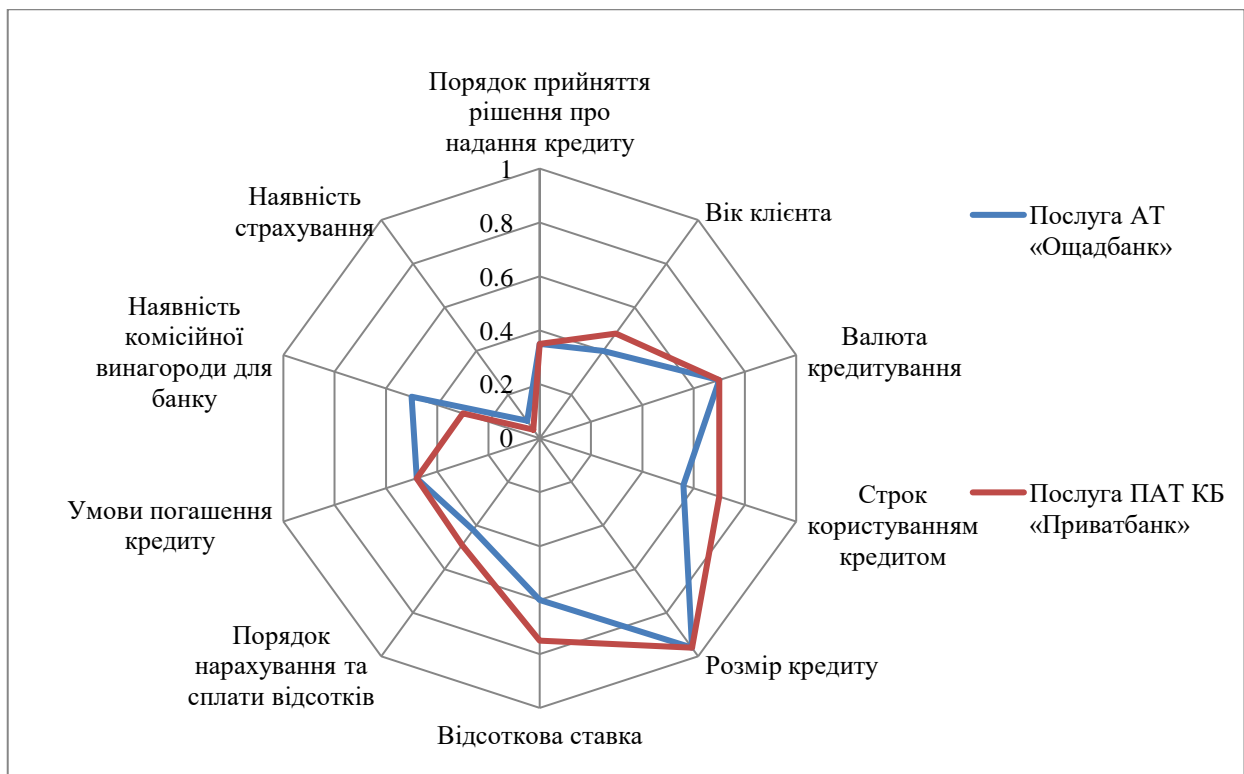 Порядок прийняття
рішення про
надання кредиту
1
0.8
0.6
0.4
0.2
0
Вік клієнта
Валюта
кредитування
Строк
користуванням
кредитом
Розмір кредиту
Відсоткова ставка
Порядок
нарахування та
сплати відсотків
Умови погашення
кредиту
Наявність
комісійної
винагороди для
банку
Наявність
страхування
Послуга АТ
«Ощадбанк»
Послуга ПАТ КБ
«Приватбанк»